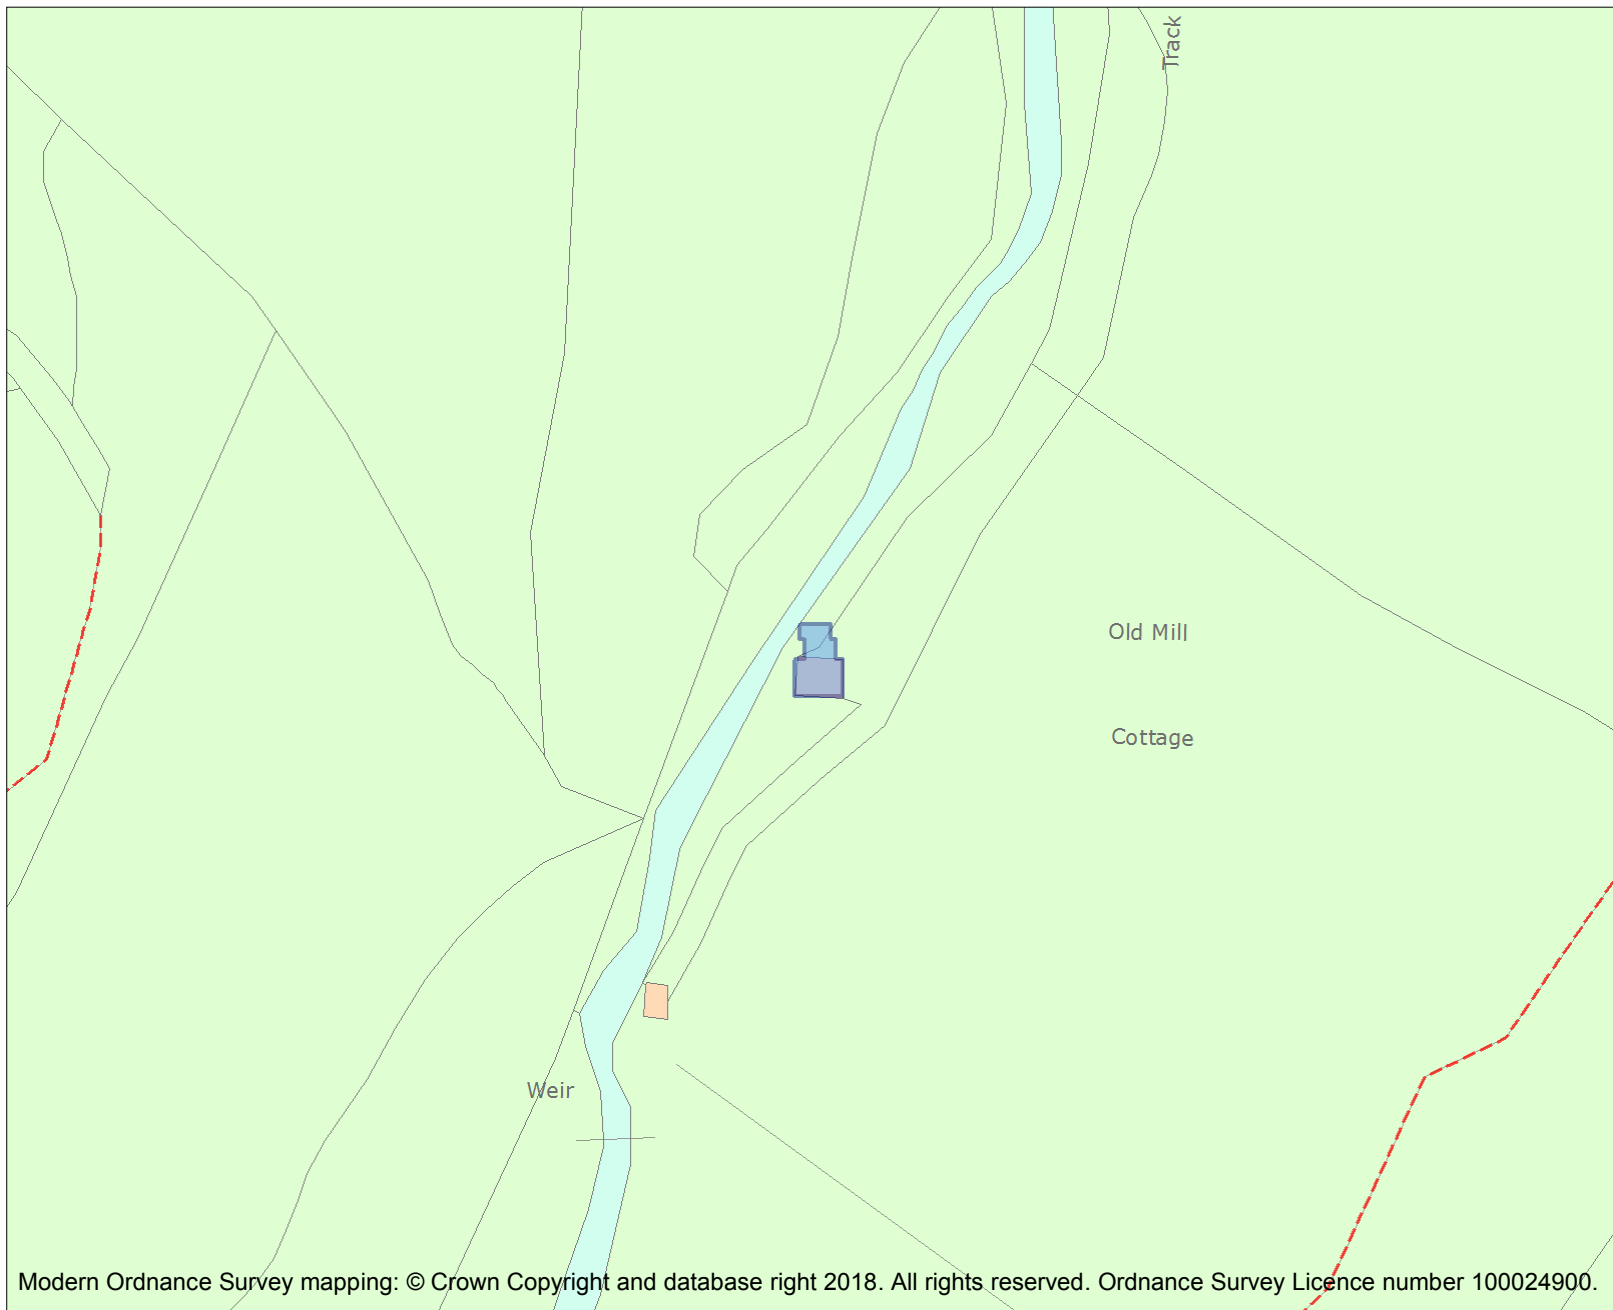 Track
Old Mill
Cottage
Weir
Modern Ordnance Survey mapping: © Crown Copyright and database right 2018. All rights reserved. Ordnance Survey Licence number 100024900.